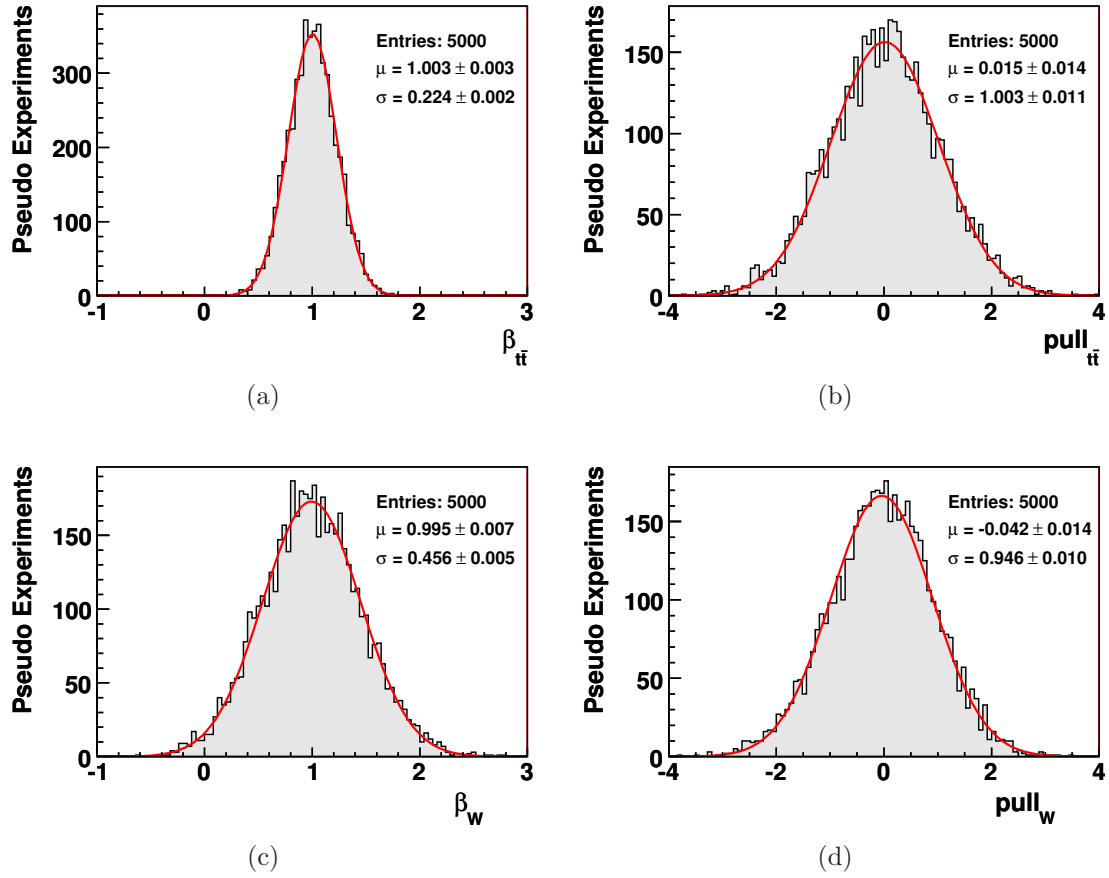 Pseudo Experiments
300
200
100
0
Entries: 5000
μ = 1.003 ± 0.003
σ = 0.224 ± 0.002
-1 0 1 2 3
β_{tt̄}
(a)
Pseudo Experiments
150
100
50
0
Entries: 5000
μ = 0.015 ± 0.014
σ = 1.003 ± 0.011
-4 -2 0 2 4
pull_{tt̄}
(b)
Pseudo Experiments
150
100
50
0
Entries: 5000
μ = 0.995 ± 0.007
σ = 0.456 ± 0.005
-1 0 1 2 3
β_W
(c)
Pseudo Experiments
150
100
50
0
Entries: 5000
μ = -0.042 ± 0.014
σ = 0.946 ± 0.010
-4 -2 0 2 4
pull_W
(d)